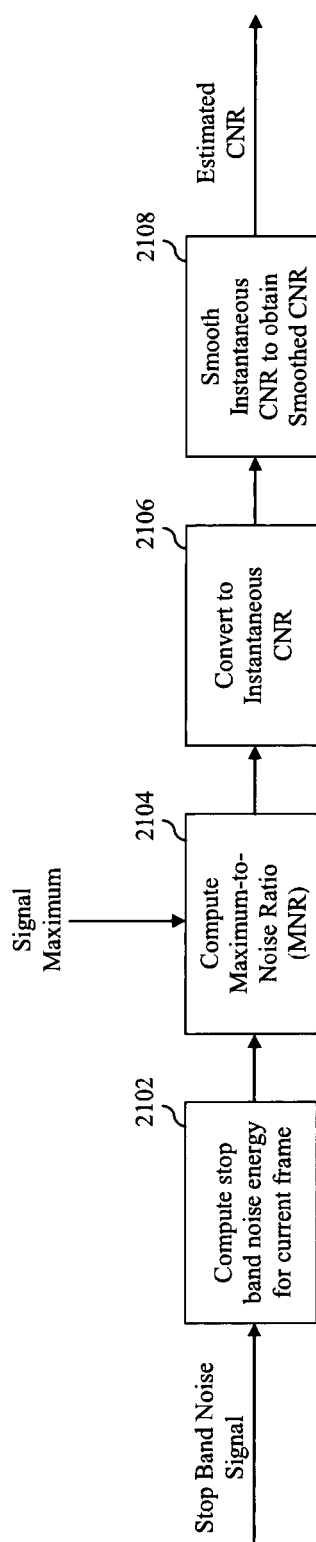 Stop Band Noise
Signal
2102
Compute stop
band noise energy
for current frame
Signal
Maximum
2104
Compute
Maximum-to-
Noise Ratio
(MNR)
2106
Convert to
Instantaneous
CNR
2108
Smooth
Instantaneous
CNR to obtain
Smoothed CNR
Estimated
CNR